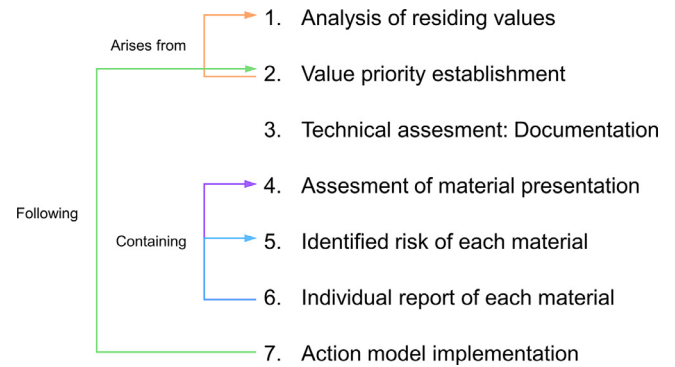 1. Analysis of residing values
Arises from
2. Value priority establishment
3. Technical assesment: Documentation
4. Assesment of material presentation
Following
Containing
5. Identified risk of each material
6. Individual report of each material
7. Action model implementation